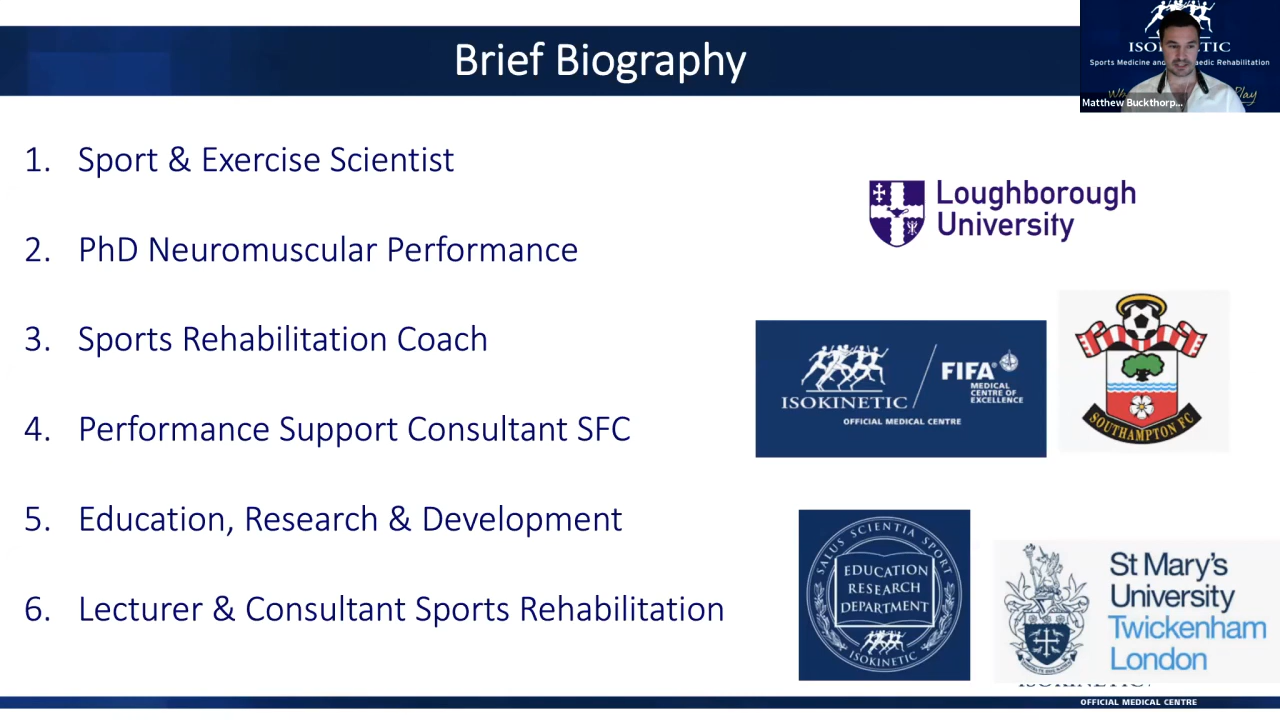 Brief Biography
ISOKINETIC
Sports Medicine and
aedic Rehabilitation
Play
Matthew Buckthorp...
1. Sport & Exercise Scientist
2. PhD Neuromuscular Performance
3. Sports Rehabilitation Coach
4. Performance Support Consultant SFC
5. Education, Research & Development
6. Lecturer & Consultant Sports Rehabilitation
Loughborough
University
ISOKINETIC
FIFA®
MEDICAL
CENTRE OF
EXCELLENCE
OFFICIAL MEDICAL CENTRE
SOUTHAMPTON FC
SALUS SCIENTIA SPORT
EDUCATION
RESEARCH
DEPARTMENT
ISOKINETIC
St Mary's
University
Twickenham
London
OFFICIAL MEDICAL CENTRE